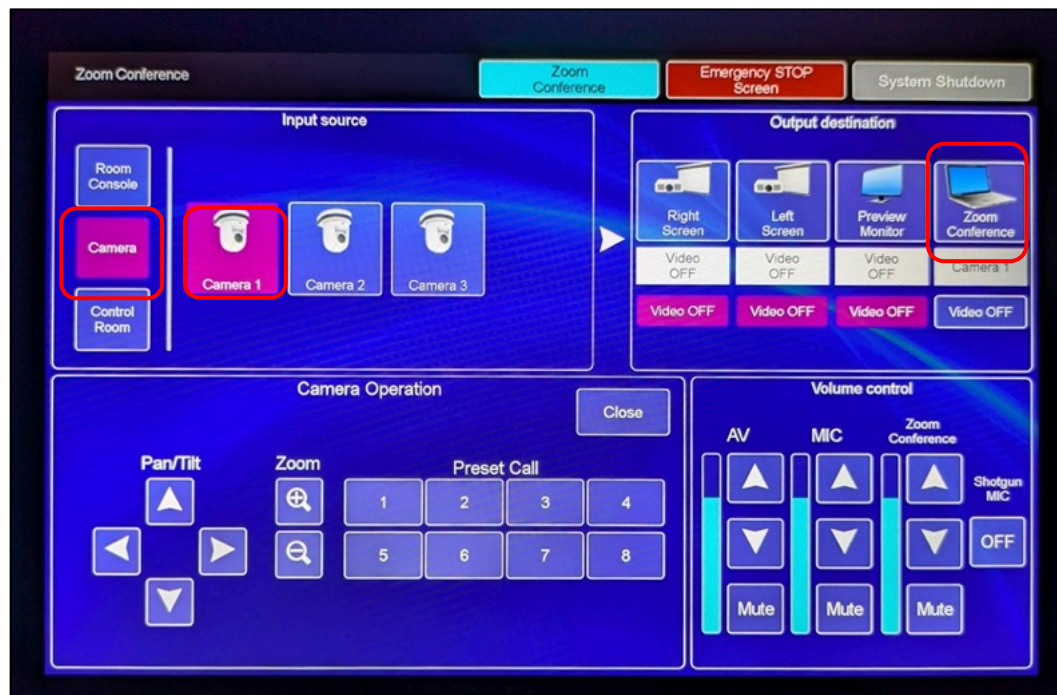 Zoom Conference
Zoom
Conference
Emergency STOP
Screen
System Shutdown
Input source
Room
Console
Camera
Control
Room
Camera 1
Camera 2
Camera 3
Output destination
Right
Screen
Left
Screen
Preview
Monitor
Zoom
Conference
Video
OFF
Video
OFF
Video
OFF
Camera 1
Video OFF
Video OFF
Video OFF
Video OFF
Camera Operation
Close
Pan/Tilt
Zoom
Preset Call
1
2
3
4
5
6
7
8
Volume control
AV
MIC
Zoom
Conference
Shotgun
MIC
OFF
Mute
Mute
Mute